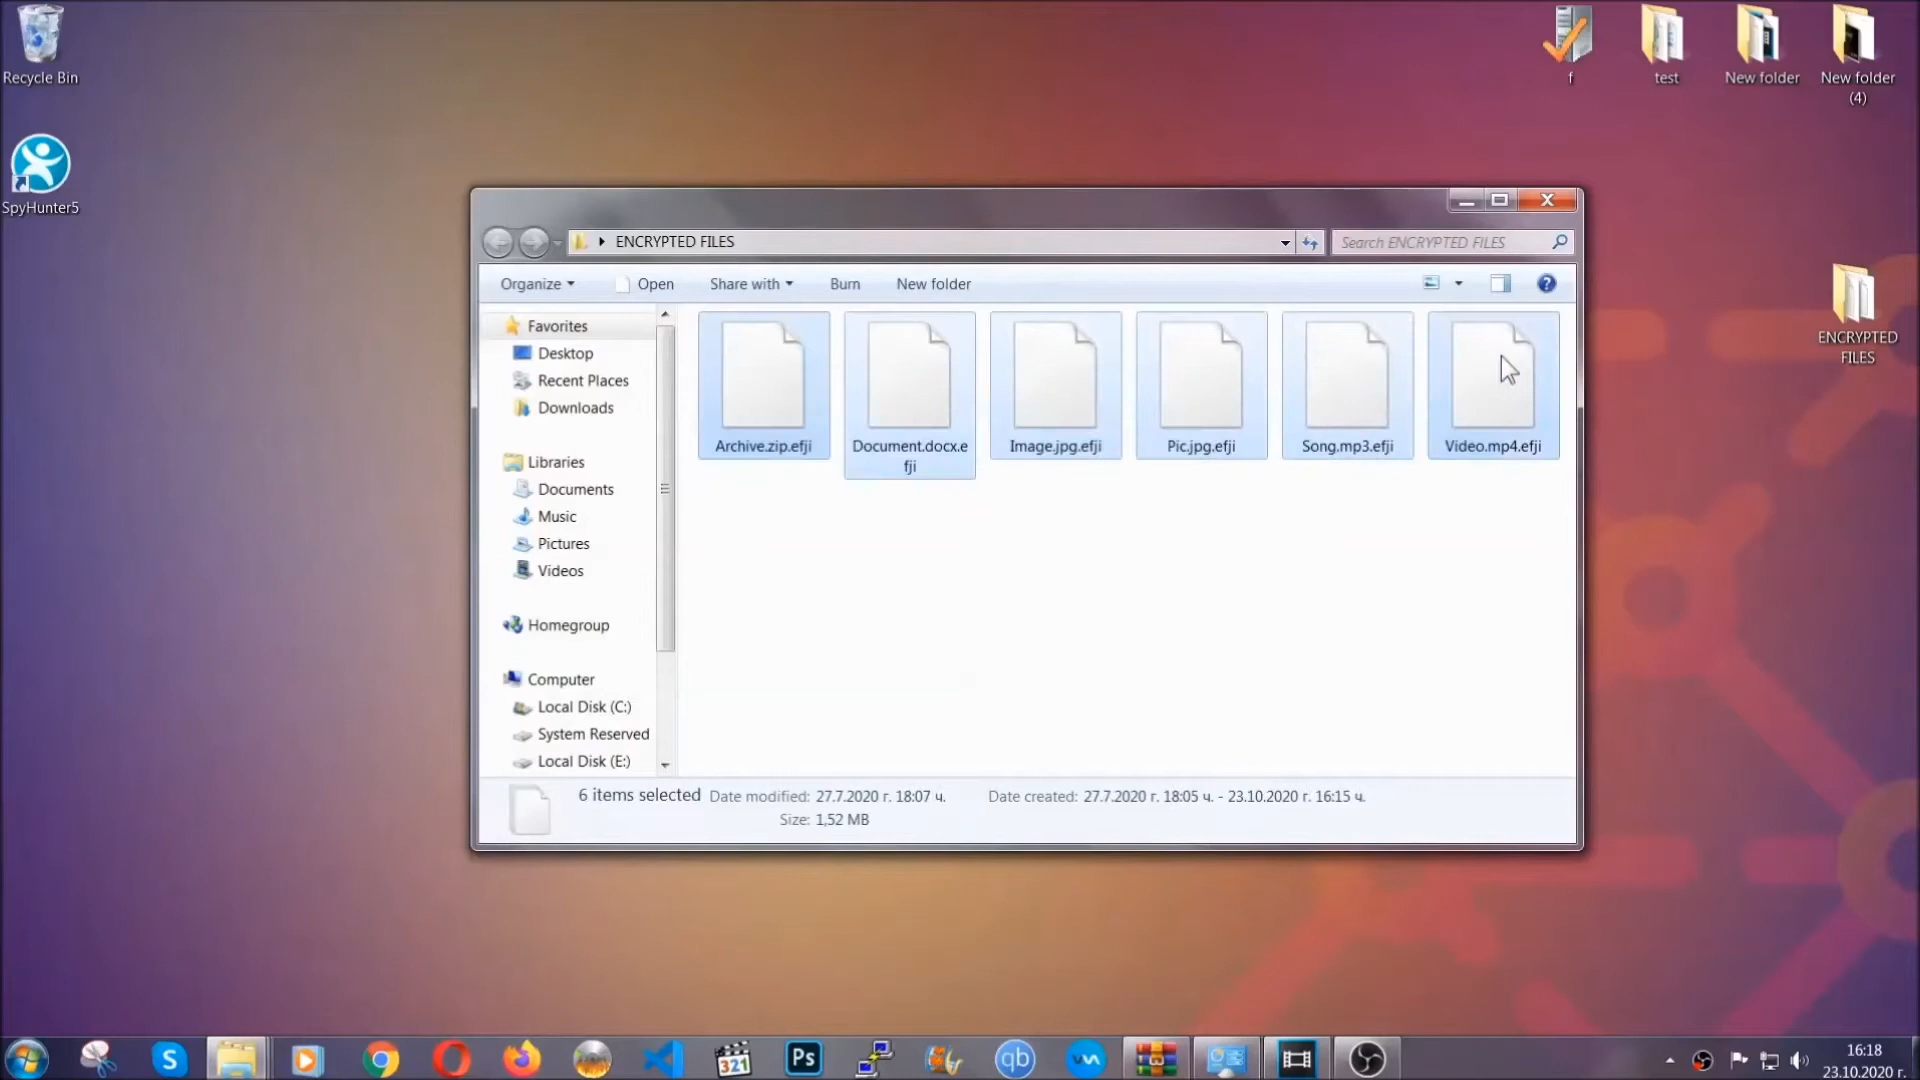 Recycle Bin
SpyHunter5
f
test
New folder
New folder
(4)
ENCRYPTED
FILES
ENCRYPTED FILES
Search ENCRYPTED FILES
Organize
Open
Share with
Burn
New folder
Favorites
Desktop
Recent Places
Downloads
Libraries
Documents
Music
Pictures
Videos
Homegroup
Computer
Local Disk (C:)
System Reserved
Local Disk (E:)
Archive.zip.efji
Document.docx.e
fji
Image.jpg.efji
Pic.jpg.efji
Song.mp3.efji
Video.mp4.efji
6 items selected
Date modified: 27.7.2020 г. 18:07 ч.
Date created: 27.7.2020 г. 18:05 ч. - 23.10.2020 г. 16:15 ч.
Size: 1,52 MB
S
321
Ps
qb
16:18
23.10.2020 г.